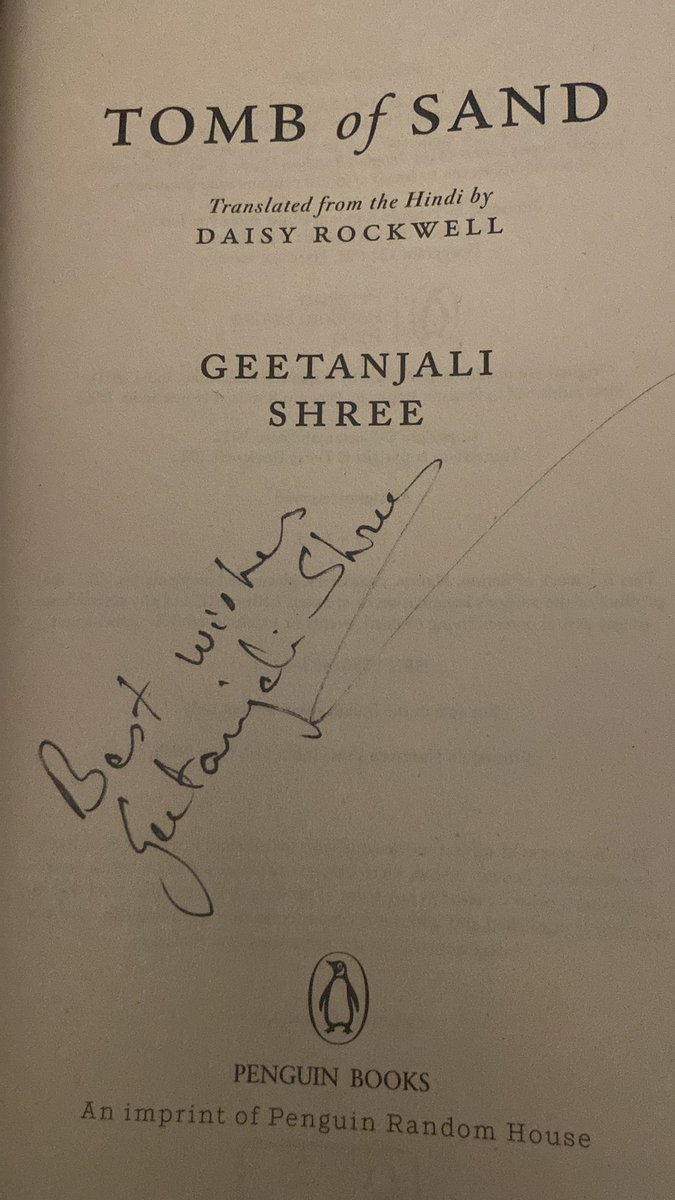 TOMB of SAND
Translated from the Hindi by
DAISY ROCKWELL
GEETANJALI
SHREE
Best wishes
Geetanjali Shree
PENGUIN BOOKS
An imprint of Penguin Random House